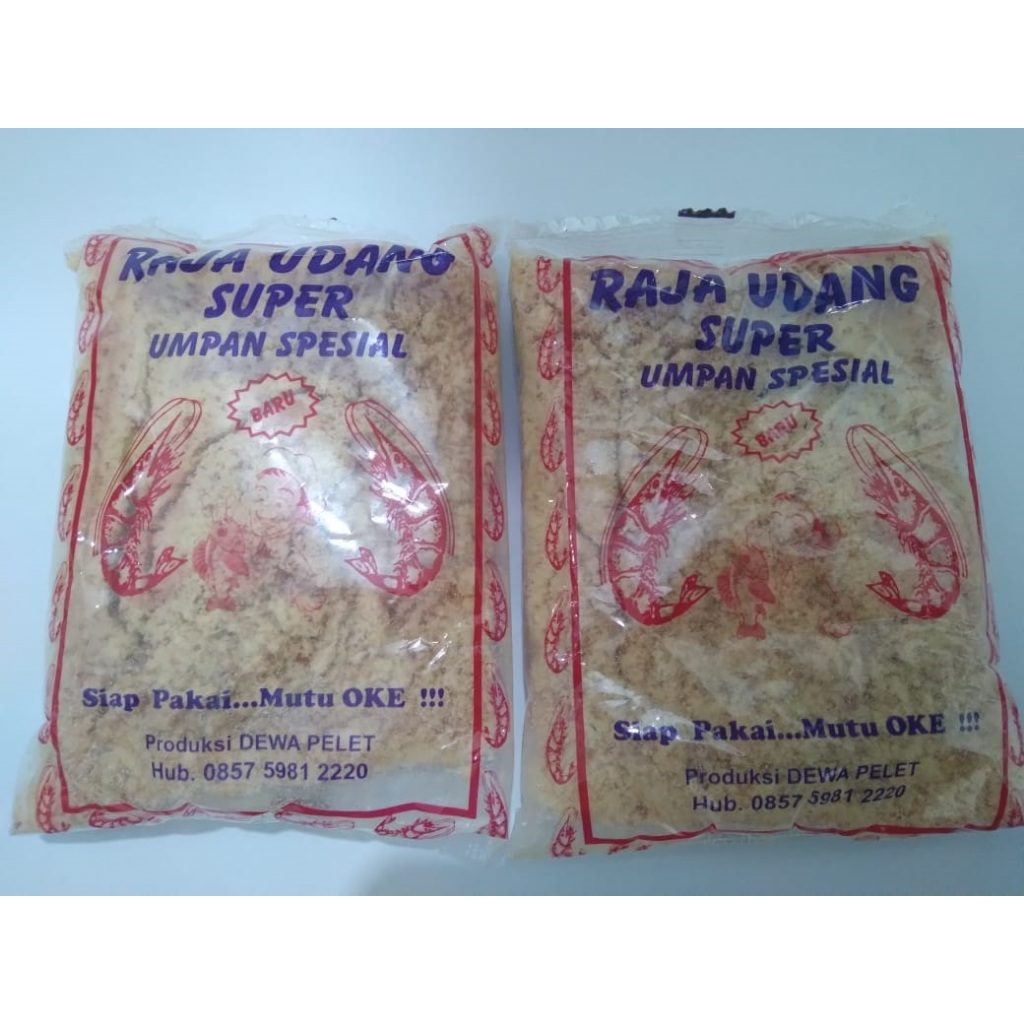 RAJA UDANG
SUPER
UMPAN SPESIAL
BARU
Siap Pakai...Mutu OKE !!!
Produksi DEWA PELET
Hub. 0857 5981 2220
RAJA UDANG
SUPER
UMPAN SPESIAL
BARU
Siap Pakai...Mutu OKE !!!
Produksi DEWA PELET
Hub. 0857 5981 2220